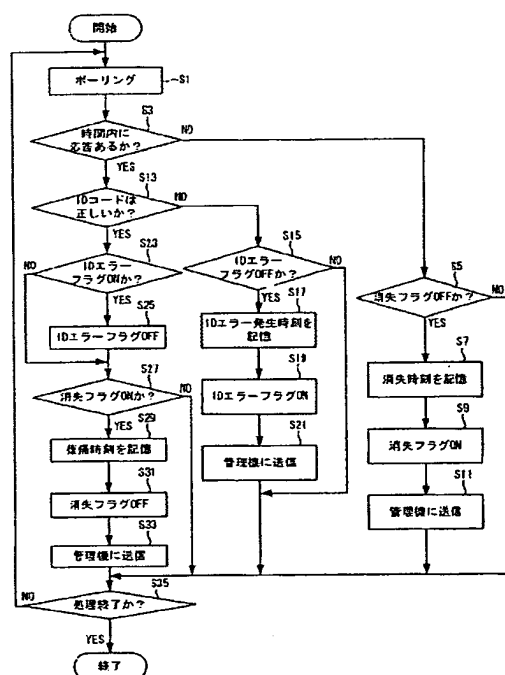 開始
ポーリング
~S1
S3
時間内に
応答あるか?
NO
YES
S13
IDコードは
正しいか?
NO
YES
S23
IDエラー
フラグONか?
NO
YES
S25
IDエラーフラグOFF
S27
消失フラグONか?
NO
YES
S29
時刻を記憶
S31
消失フラグOFF
S33
管理機に送信
S35
処理終了か?
NO
YES
終了
S15
IDエラー
フラグOFFか?
NO
YES
S17
IDエラー発生時刻を
記憶
S19
IDエラーフラグON
S21
管理機に送信
S5
消失フラグOFFか?
NO
YES
S7
消失時刻を記憶
S9
消失フラグON
S11
管理機に送信